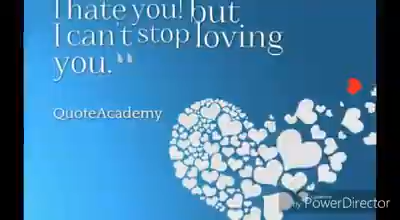 I hate you! but
I can't stop loving
you."
QuoteAcademy
PowerDirector